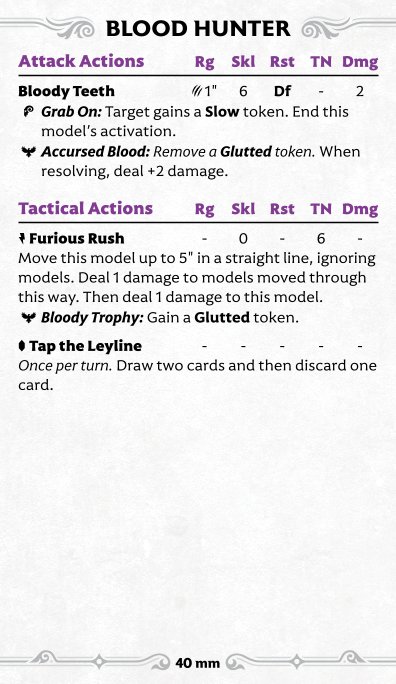 BLOOD HUNTER
Attack Actions Rg Skl Rst TN Dmg
Bloody Teeth 1" 6 Df - 2
Grab On: Target gains a Slow token. End this
model's activation.
Accursed Blood: Remove a Glutted token. When
resolving, deal +2 damage.
Tactical Actions Rg Skl Rst TN Dmg
Furious Rush - 0 - 6 -
Move this model up to 5" in a straight line, ignoring
models. Deal 1 damage to models moved through
this way. Then deal 1 damage to this model.
Bloody Trophy: Gain a Glutted token.
Tap the Leyline - - - - -
Once per turn. Draw two cards and then discard one
card.
40 mm